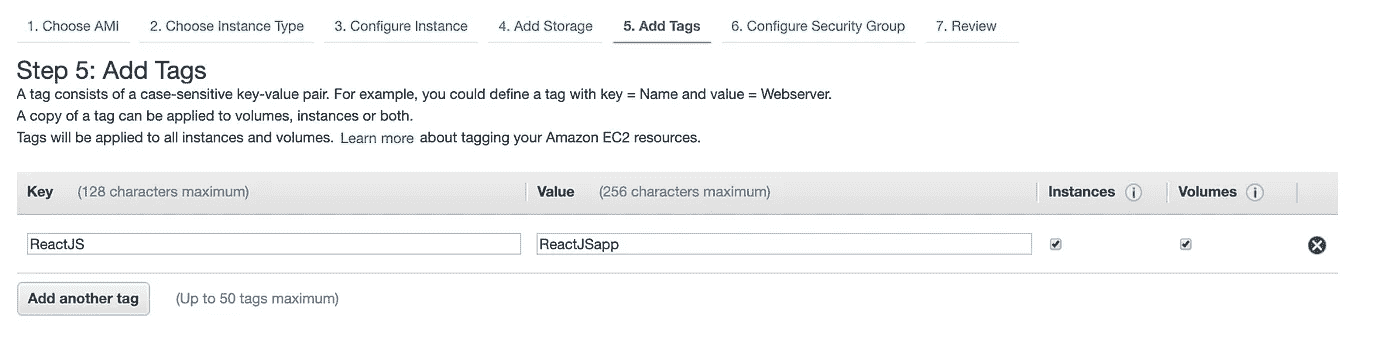 1. Choose AMI 2. Choose Instance Type 3. Configure Instance 4. Add Storage 5. Add Tags 6. Configure Security Group 7. Review
Step 5: Add Tags
A tag consists of a case-sensitive key-value pair. For example, you could define a tag with key = Name and value = Webserver.
A copy of a tag can be applied to volumes, instances or both.
Tags will be applied to all instances and volumes. Learn more about tagging your Amazon EC2 resources.
Key (128 characters maximum) Value (256 characters maximum) Instances i Volumes i
ReactJS ReactJSapp
Add another tag (Up to 50 tags maximum)